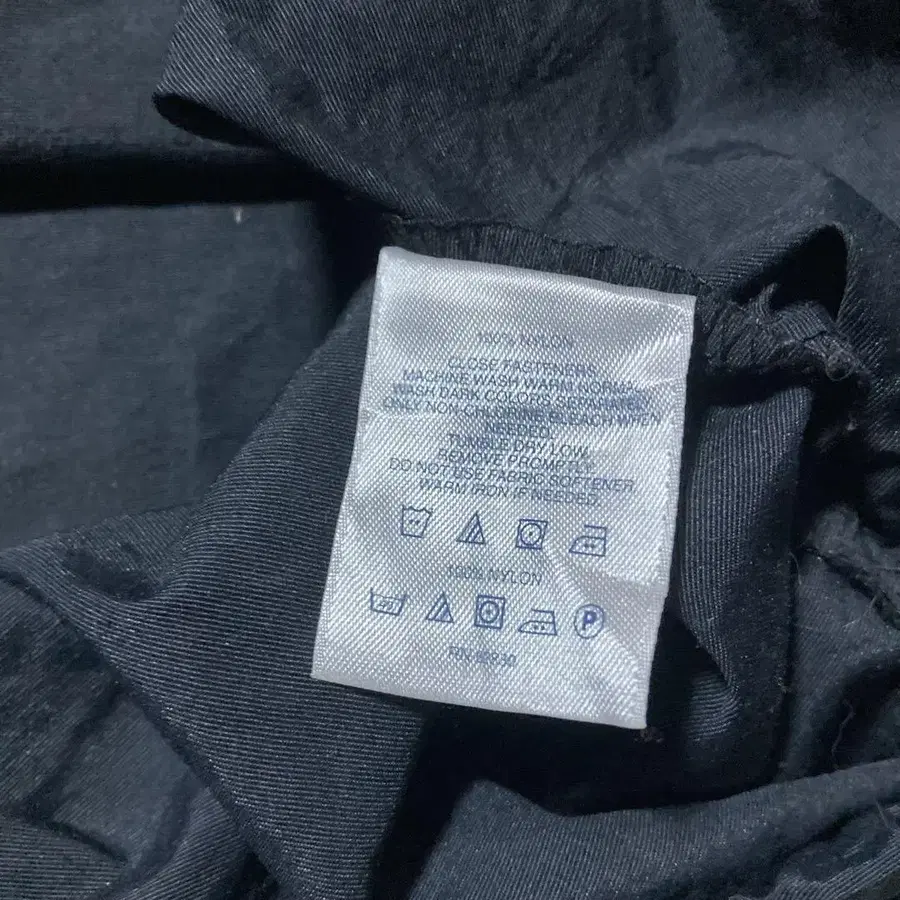 100% NYLON
CLOSE FASTENERS
MACHINE WASH WARM NORMAL
WASH DARK COLORS SEPARATELY
ONLY NON-CHLORINE BLEACH WHEN
NEEDED
TUMBLE DRY LOW
REMOVE PROMPTLY
DO NOT USE FABRIC SOFTENER
WARM IRON IF NEEDED
100% NYLON
P
RN